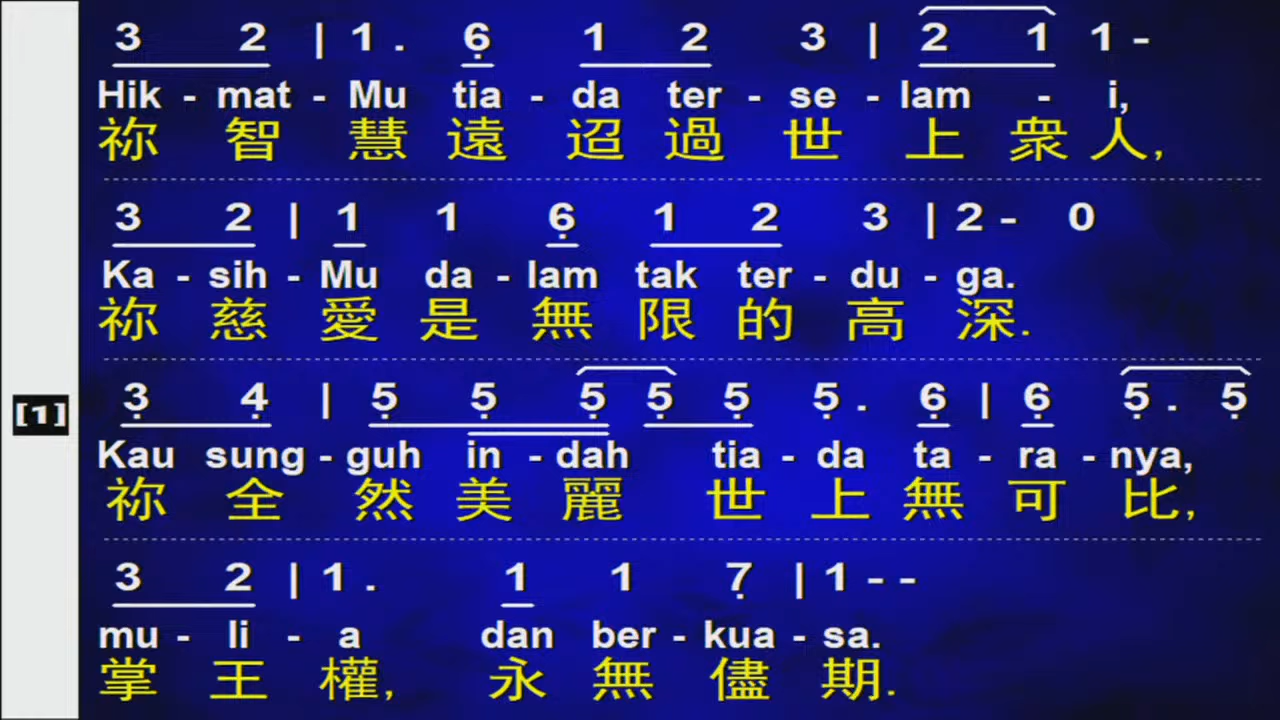 3 2 | 1 . 6̣ 1 2 3 | 2 1 1 -
Hik - mat - Mu tia - da ter - se - lam - i,
祢 智 慧 遠 迢 過 世 上 衆 人,
3 2 | 1 1 6̣ 1 2 3 | 2 - 0
Ka - sih - Mu da - lam tak ter - du - ga.
祢 慈 愛 是 無 限 的 高 深.
[1]
3̣ 4̣ | 5̣ 5̣ 5̣ 5̣ 5̣ 5̣ . 6̣ | 6̣ 5̣ . 5̣
Kau sung - guh in - dah tia - da ta - ra - nya,
祢 全 然 美 麗 世 上 無 可 比,
3 2 | 1 . 1 1 7̣ | 1 - -
mu - li - a dan ber - kua - sa.
掌 王 權, 永 無 儘 期.